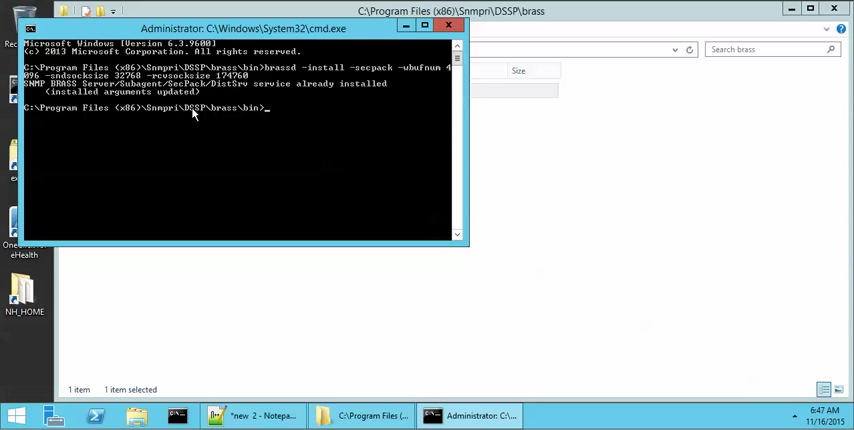 C:\Program Files (x86)\Snmpri\DSSP\brass
Administrator: C:\Windows\System32\cmd.exe
Microsoft Windows [Version 6.3.9600]
(c) 2013 Microsoft Corporation. All rights reserved.
C:\Program Files (x86)\Snmpri\DSSP\brass\bin>brassd -install -secpack -wbufnum 4
096 -sndsocksize 32768 -rcvsocksize 174760
SNMP BRASS Server/Subagent/SecPack/DistSrv service already installed
(installed arguments updated)
C:\Program Files (x86)\Snmpri\DSSP\brass\bin>_
Search brass
Size
eHealth
NH_HOME
1 item
1 item selected
*new 2 - Notepa...
C:\Program Files (...
Administrator: C:\...
6:47 AM
11/16/2015